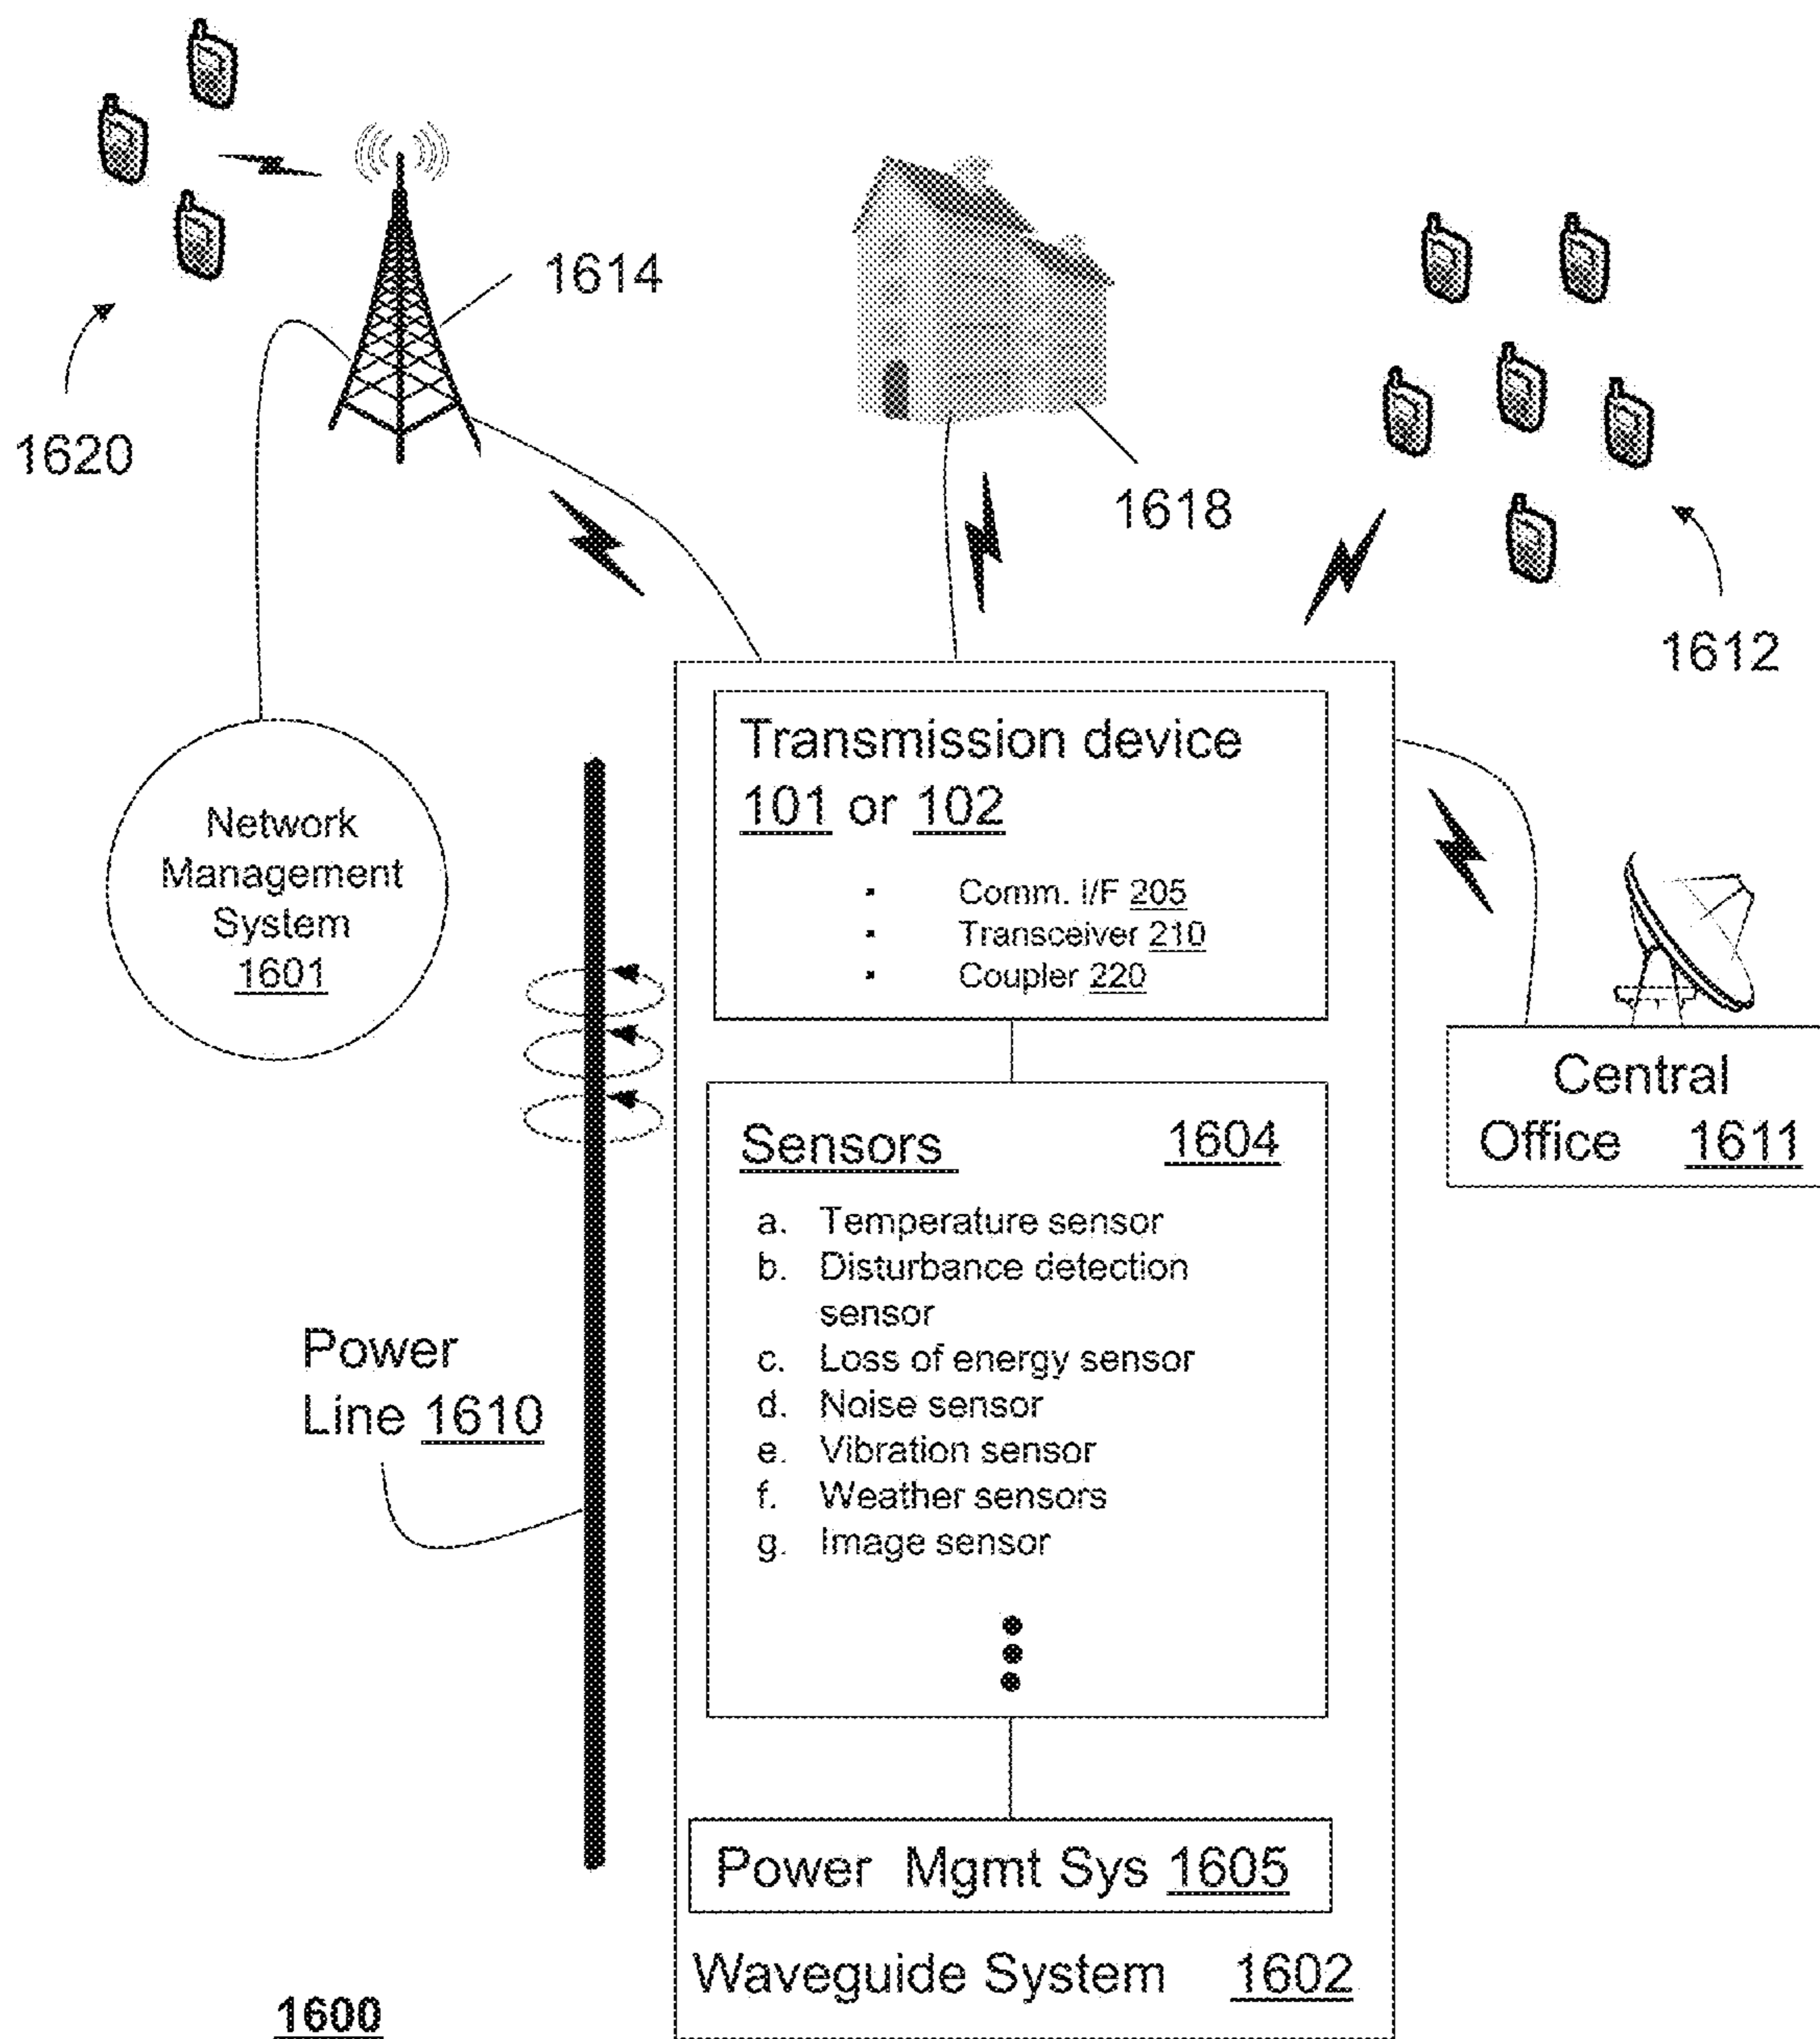 1614
1620
1618
1612
Network
Management
System
1601
Transmission device
101 or 102
Comm. I/F 205
Transceiver 210
Coupler 220
Central
Office 1611
Sensors 1604
a. Temperature sensor
b. Disturbance detection
sensor
c. Loss of energy sensor
d. Noise sensor
e. Vibration sensor
f. Weather sensors
g. Image sensor
Power
Line 1610
Power Mgmt Sys 1605
Waveguide System 1602
1600